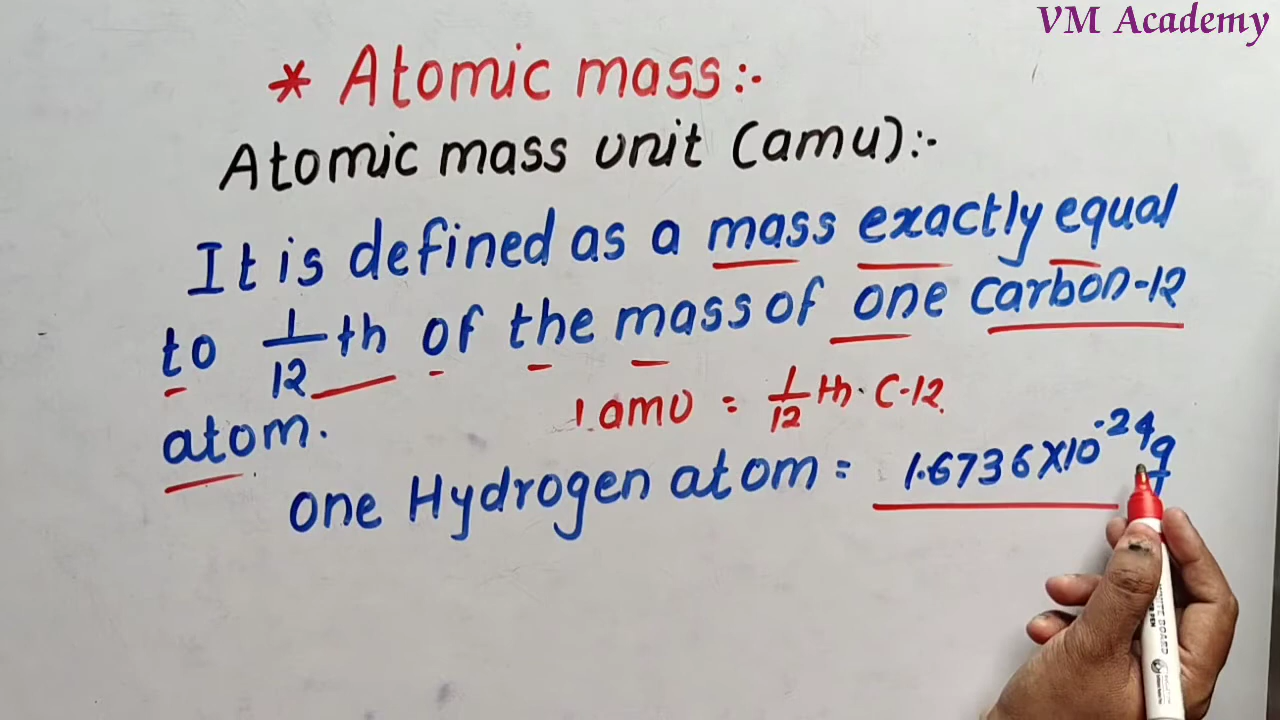 VM Academy
* Atomic mass:-
Atomic mass unit (amu):-
It is defined as a mass exactly equal
to 1/12 th of the mass of one carbon-12
atom.
1 amu = 1/12 th. C-12.
one Hydrogen atom = 1.6736×10⁻²⁴g